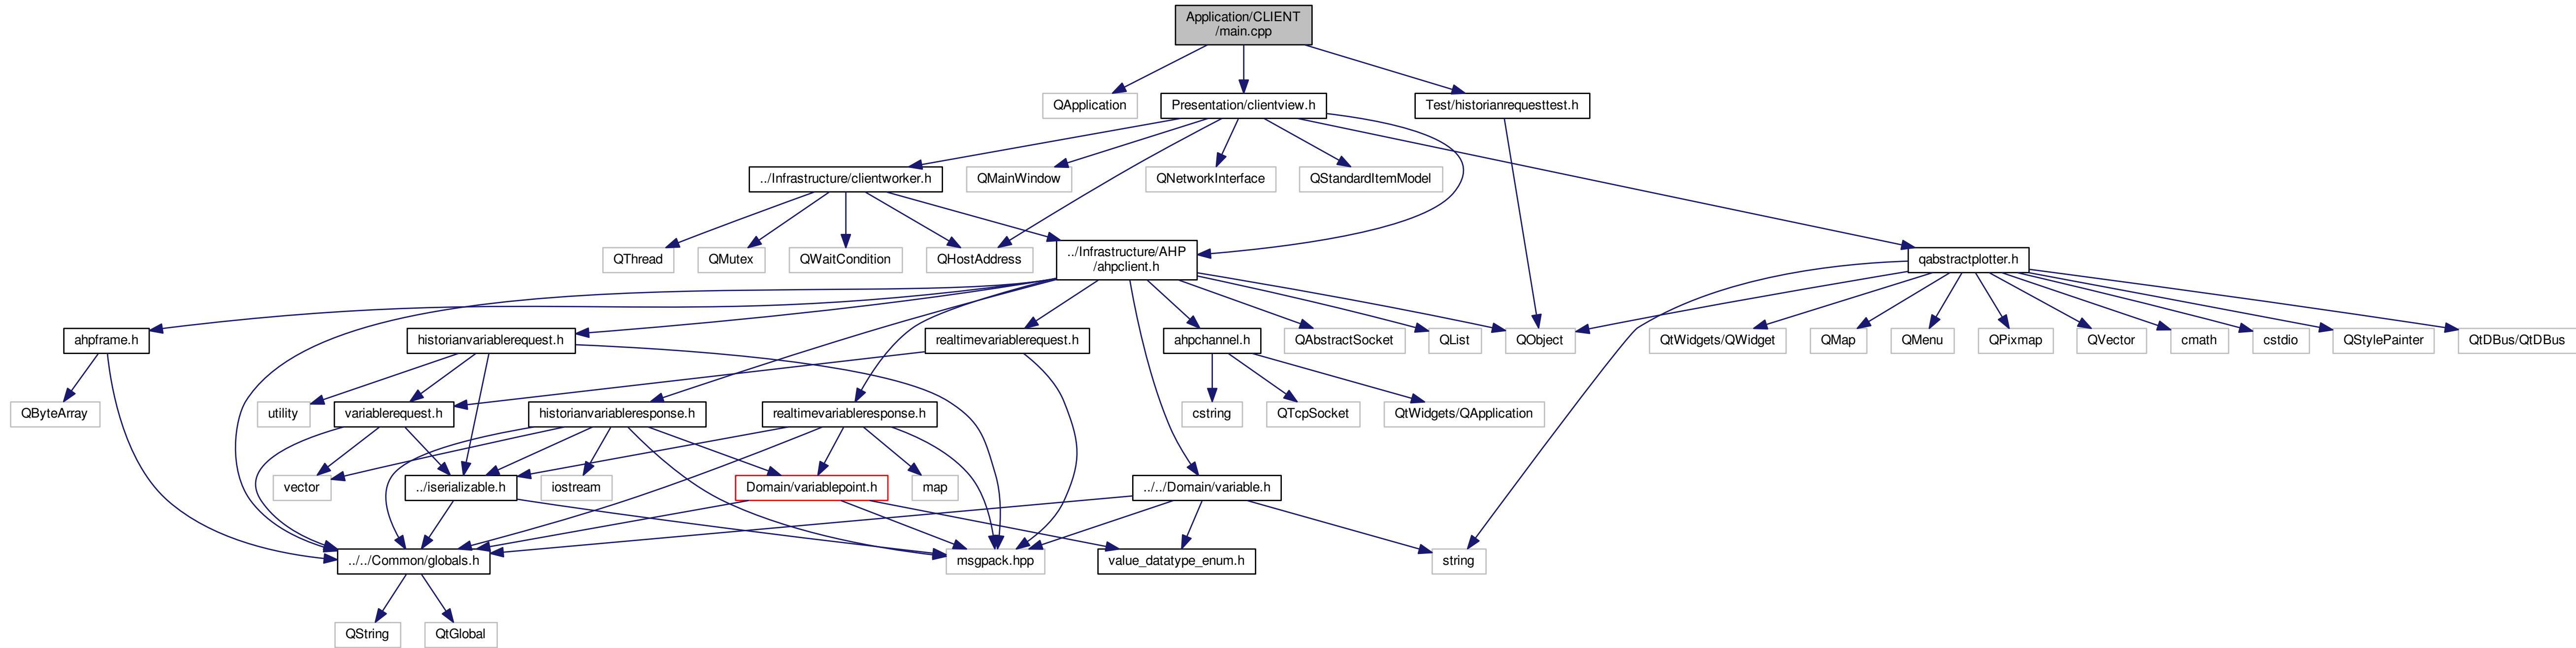 Application/CLIENT
/main.cpp
QApplication
Presentation/clientview.h
Test/historianrequesttest.h
../Infrastructure/clientworker.h
QMainWindow
QNetworkInterface
QStandardItemModel
QThread
QMutex
QWaitCondition
QHostAddress
../Infrastructure/AHP
/ahpclient.h
qabstractplotter.h
ahpframe.h
historianvariablerequest.h
realtimevariablerequest.h
ahpchannel.h
QAbstractSocket
QList
QObject
QtWidgets/QWidget
QMap
QMenu
QPixmap
QVector
cmath
cstdio
QStylePainter
QtDBus/QtDBus
QByteArray
utility
variablerequest.h
historianvariableresponse.h
realtimevariableresponse.h
cstring
QTcpSocket
QtWidgets/QApplication
vector
../iserializable.h
iostream
Domain/variablepoint.h
map
../../Domain/variable.h
../../Common/globals.h
msgpack.hpp
value_datatype_enum.h
string
QString
QtGlobal